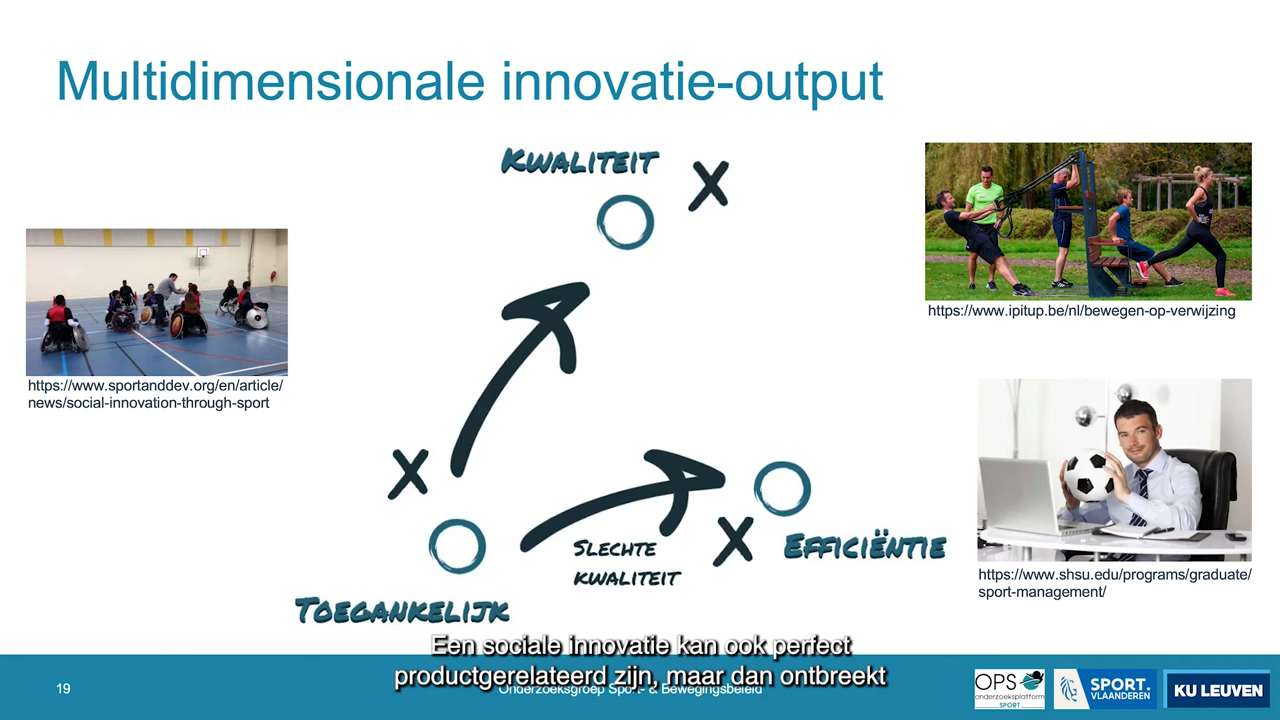 Multidimensionale innovatie-output
KWALITEIT
X
https://www.ipitup.be/nl/bewegen-op-verwijzing
https://www.sportanddev.org/en/article/
news/social-innovation-through-sport
X
X
SLECHTE
KWALITEIT
EFFICIËNTIE
https://www.shsu.edu/programs/graduate/
sport-management/
TOEGANKELIJK
Een sociale innovatie kan ook perfect
productgerelateerd zijn, maar dan ontbreekt
19
Onderzoeksgroep Sport- & Bewegingsbeleid
OPS
onderzoeksplatform
SPORT
SPORT.
VLAANDEREN
KU LEUVEN